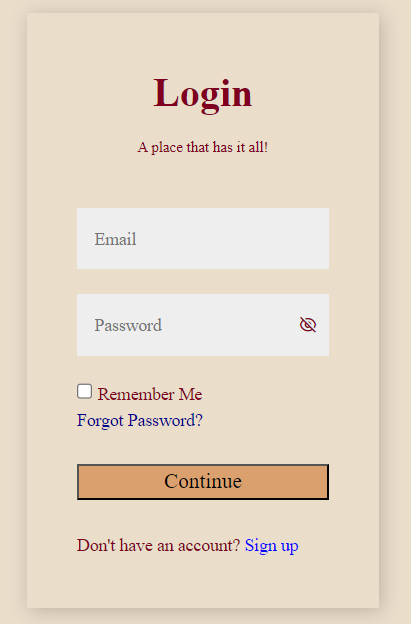 Login
A place that has it all!
Email
Password
Remember Me
Forgot Password?
Continue
Don't have an account? Sign up